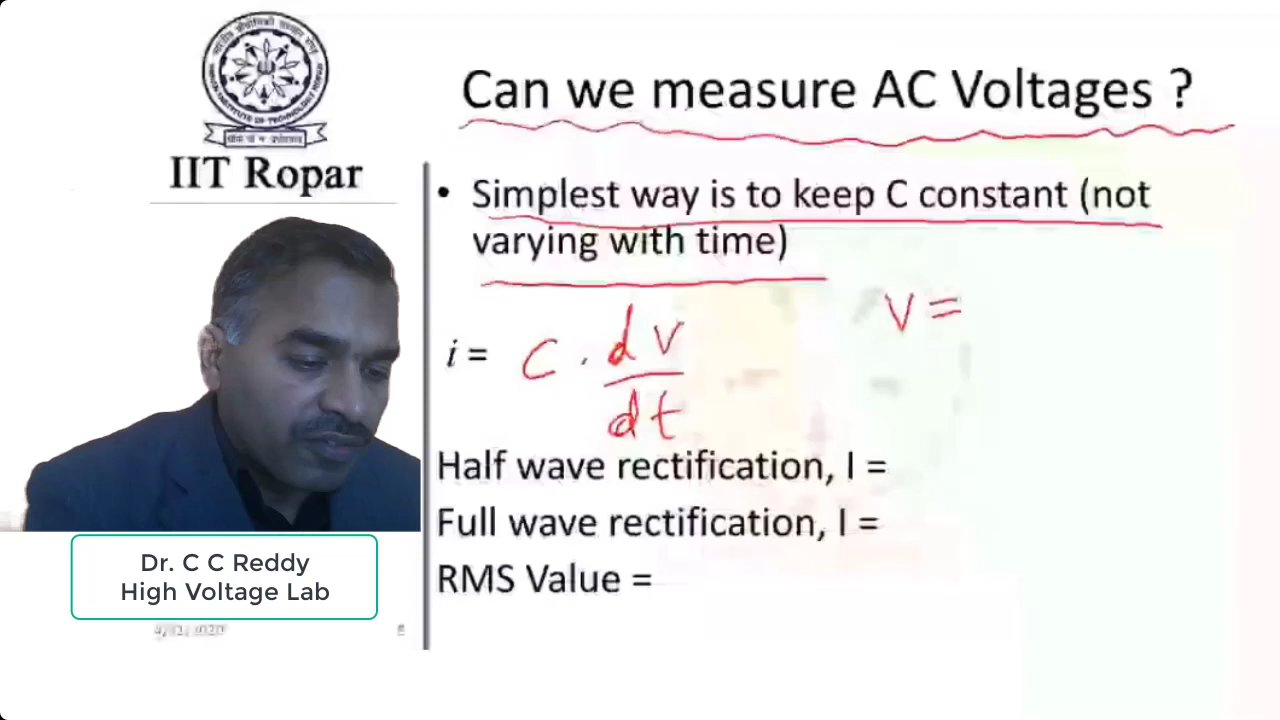 IIT Ropar
Can we measure AC Voltages ?
• Simplest way is to keep C constant (not
varying with time)
V =
i = C · dv
dt
Half wave rectification, I =
Full wave rectification, I =
RMS Value =
Dr. C C Reddy
High Voltage Lab